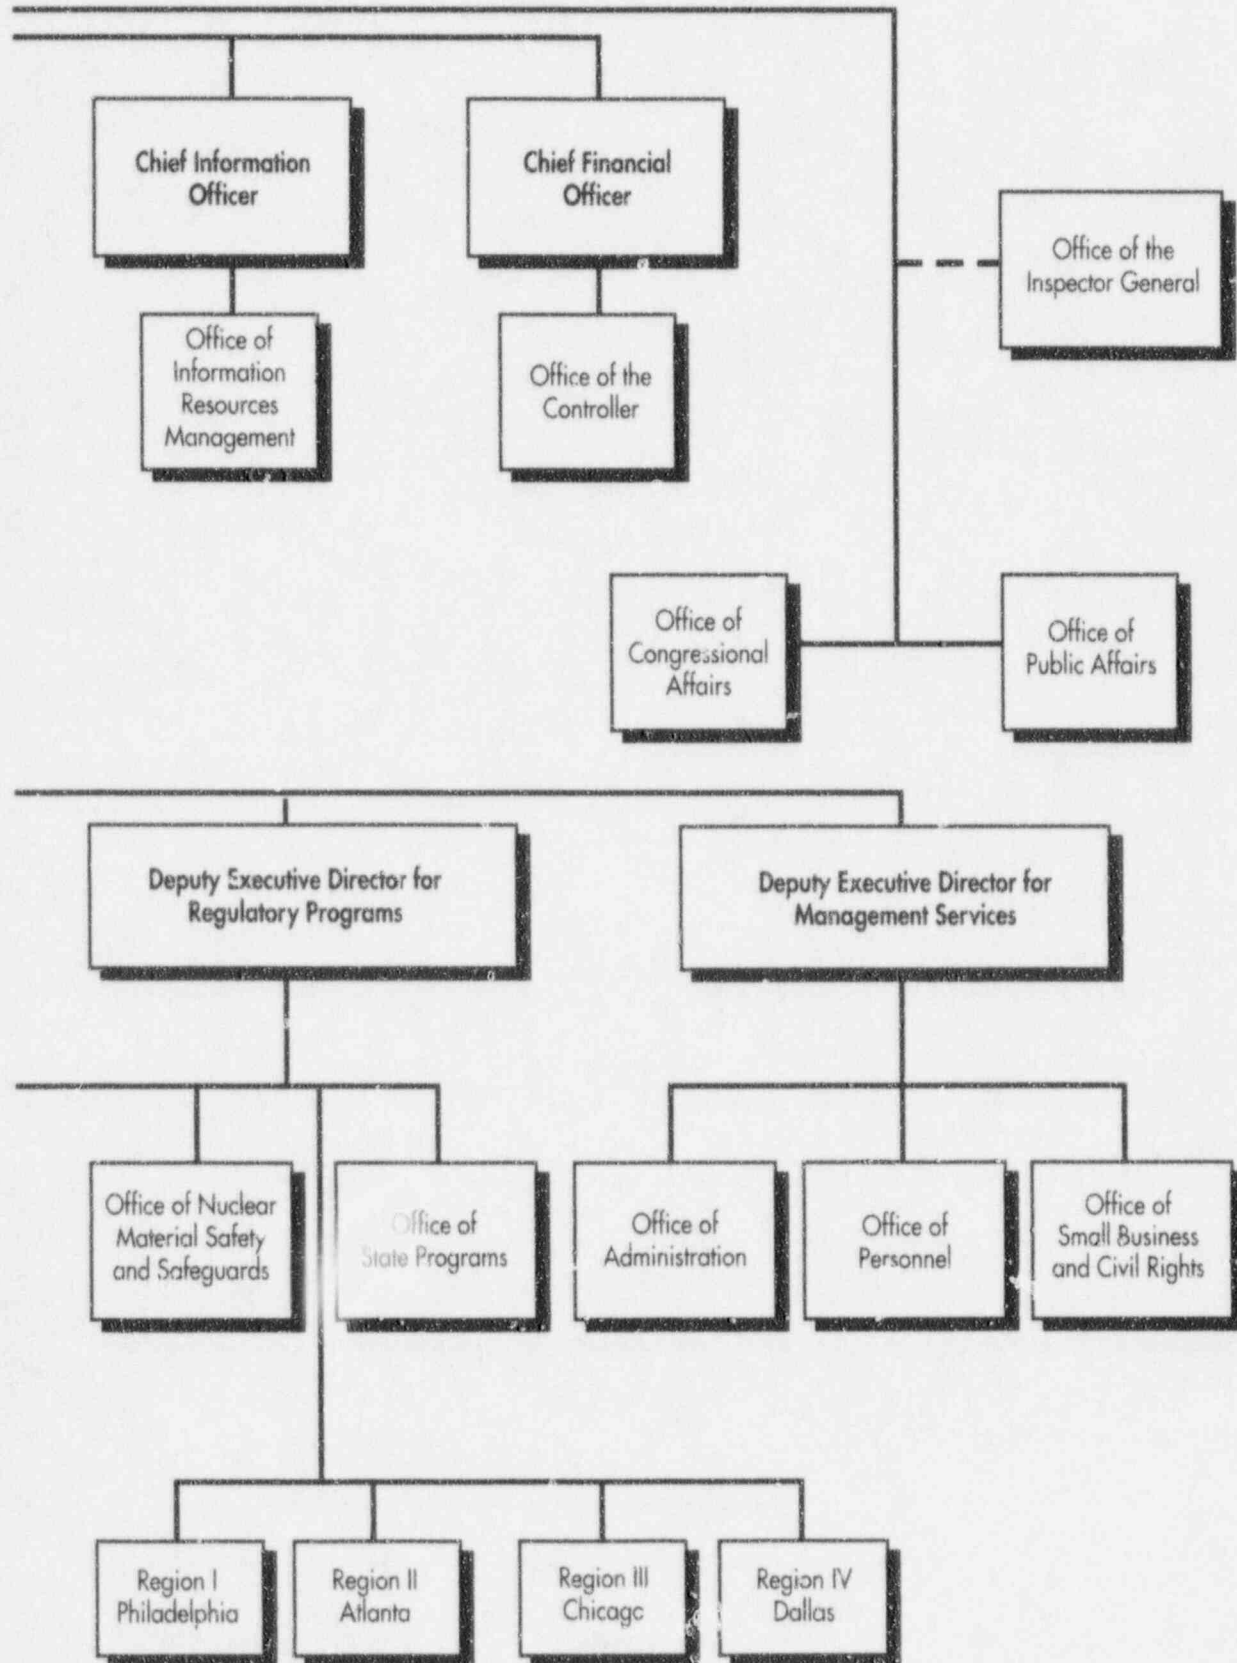 Chief Information
Officer
Chief Financial
Officer
Office of the
Inspector General
Office of
Information
Resources
Management
Office of the
Controller
Office of
Congressional
Affairs
Office of
Public Affairs
Deputy Executive Director for
Regulatory Programs
Deputy Executive Director for
Management Services
Office of Nuclear
Material Safety
and Safeguards
Office of
State Programs
Office of
Administration
Office of
Personnel
Office of
Small Business
and Civil Rights
Region I
Philadelphia
Region II
Atlanta
Region III
Chicago
Region IV
Dallas